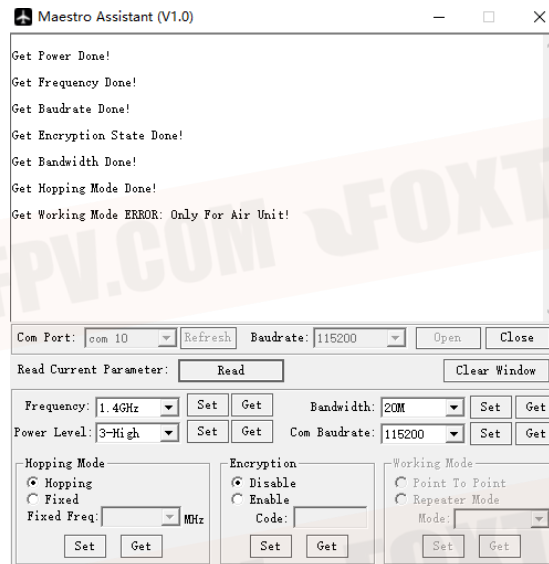 Maestro Assistant (V1.0)
Get Power Done!
Get Frequency Done!
Get Baudrate Done!
Get Encryption State Done!
Get Bandwidth Done!
Get Hopping Mode Done!
Get Working Mode ERROR: Only For Air Unit!
FPV.COM FOXT
Com Port: com 10 Refresh Baudrate: 115200 Open Close
Read Current Parameter: Read Clear Window
Frequency: 1.4GHz Set Get Bandwidth: 20M Set Get
Power Level: 3-High Set Get Com Baudrate: 115200 Set Get
Hopping Mode Encryption Working Mode
Hopping Disable Point To Point
Fixed Enable Repeater Mode
Fixed Freq: MHz Code: Mode:
Set Get Set Get Set Get